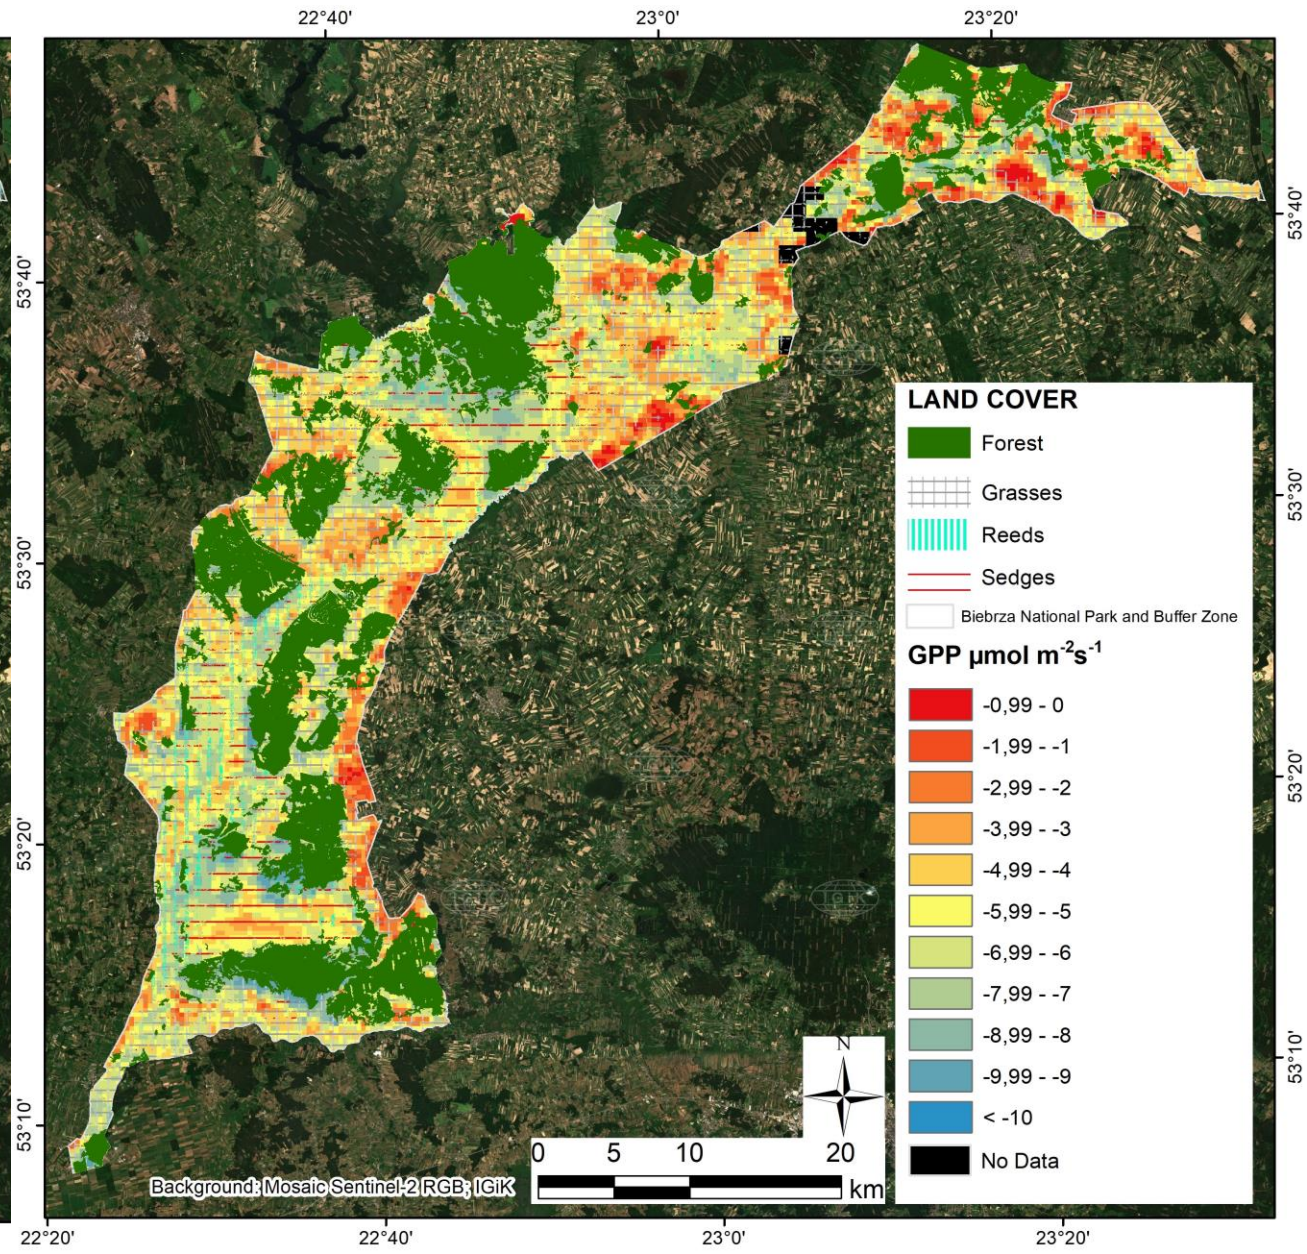 22°40' 23°0' 23°20'
53°40'
53°40'
53°30'
53°30'
53°20'
53°20'
53°10'
53°10'
LAND COVER
Forest
Grasses
Reeds
Sedges
Biebrza National Park and Buffer Zone
GPP µmol m⁻²s⁻¹
-0,99 - 0
-1,99 - -1
-2,99 - -2
-3,99 - -3
-4,99 - -4
-5,99 - -5
-6,99 - -6
-7,99 - -7
-8,99 - -8
-9,99 - -9
< -10
No Data
IGiK
N
0 5 10 20
km
Background: Mosaic Sentinel-2 RGB; IGiK
22°20' 22°40' 23°0' 23°20'